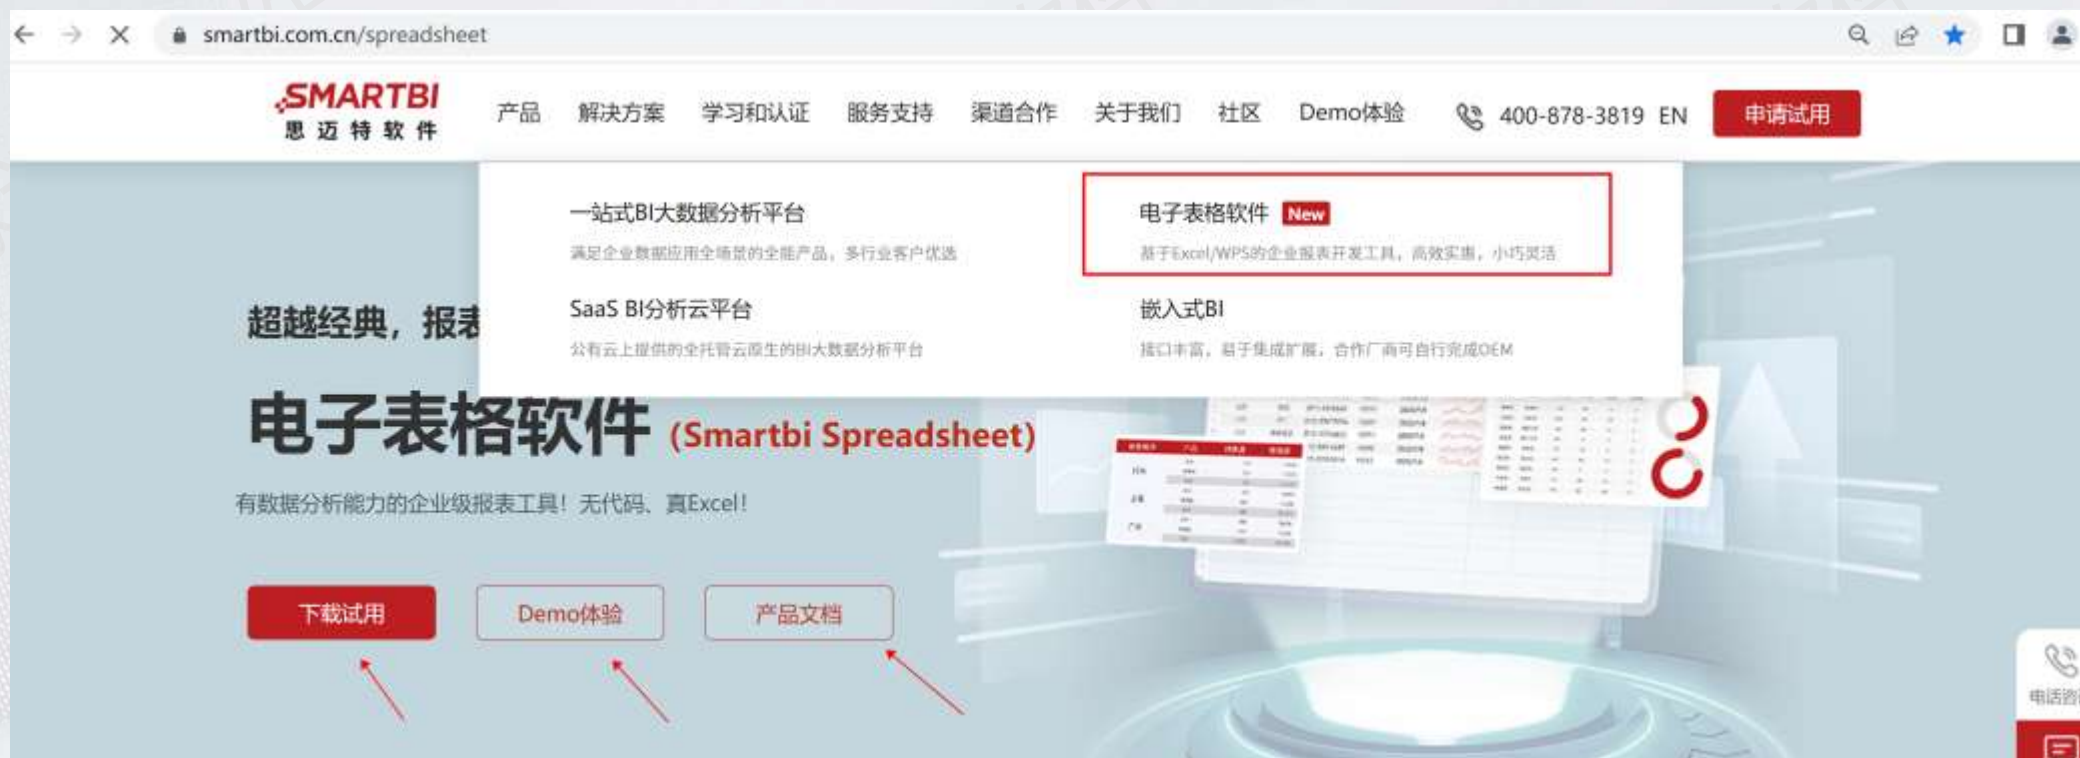 smartbi.com.cn/spreadsheet
SMARTBI
思迈特软件
产品 解决方案 学习和认证 服务支持 渠道合作 关于我们 社区 Demo体验 400-878-3819 EN 申请试用
一站式BI大数据分析平台
满足企业数据应用全场景的全能产品，多行业客户优选
电子表格软件 New
基于Excel/WPS的企业报表开发工具，高效实惠，小巧灵活
SaaS BI分析云平台
公有云上提供的全托管云原生的BI大数据分析平台
嵌入式BI
接口丰富，易于集成扩展，合作厂商可自行完成OEM
超越经典，报表
电子表格软件 (Smartbi Spreadsheet)
有数据分析能力的企业级报表工具！无代码、真Excel！
下载试用 Demo体验 产品文档
电话咨